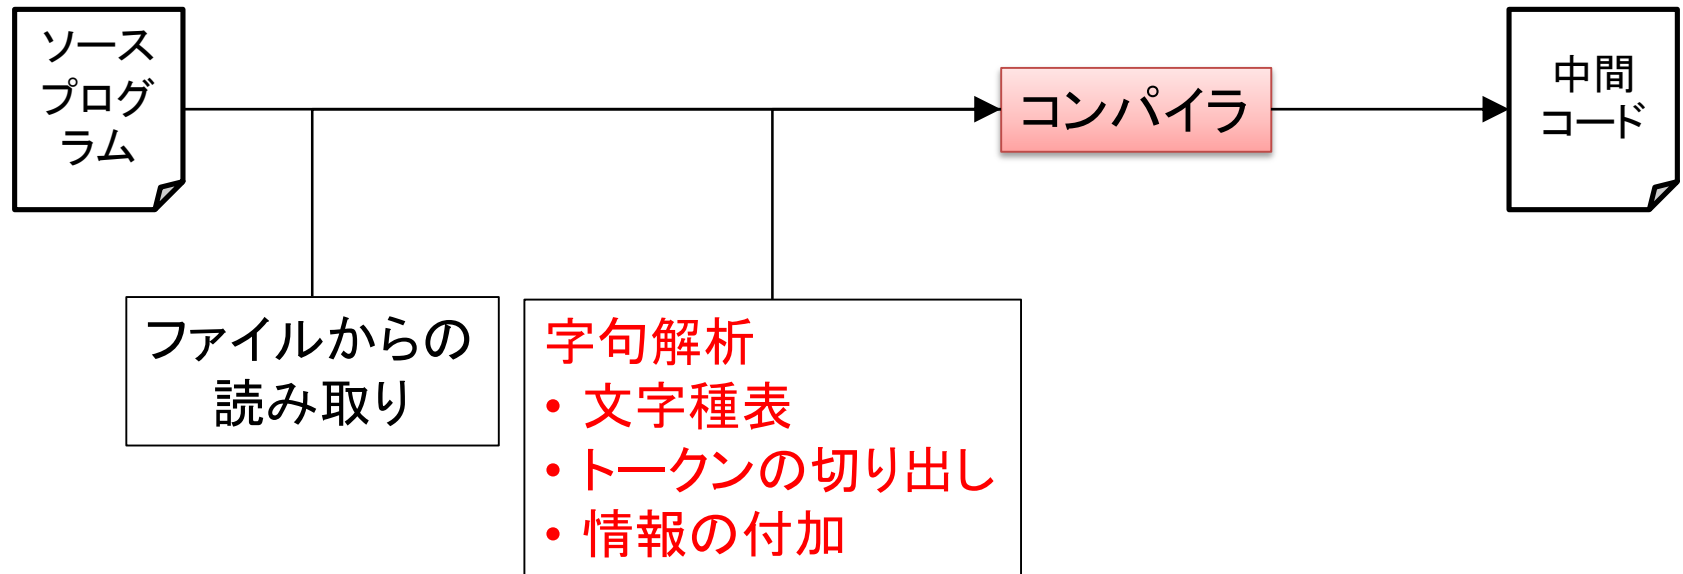 ソース
プログ
ラム
コンパイラ
中間
コード
ファイルからの
読み取り
字句解析
• 文字種表
• トークンの切り出し
• 情報の付加